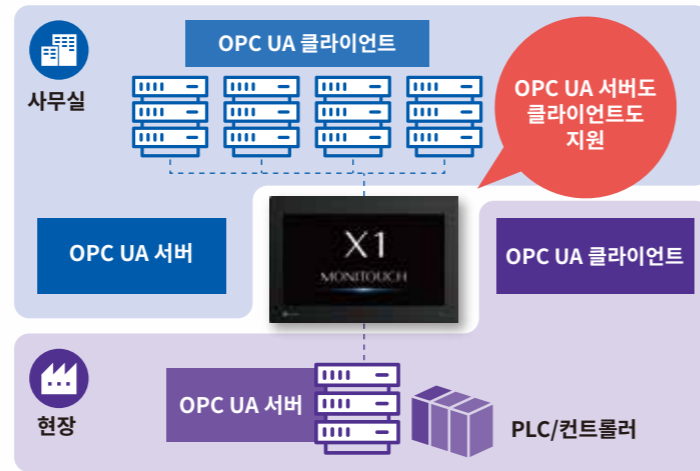 OPC UA 클라이언트
사무실
OPC UA 서버도
클라이언트도
지원
OPC UA 서버
X1
MONITOUCH
OPC UA 클라이언트
현장
OPC UA 서버
PLC/컨트롤러